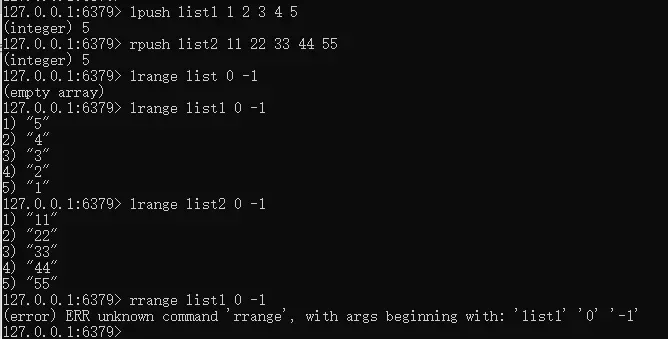 127.0.0.1:6379> lpush list1 1 2 3 4 5
(integer) 5
127.0.0.1:6379> rpush list2 11 22 33 44 55
(integer) 5
127.0.0.1:6379> lrange list 0 -1
(empty array)
127.0.0.1:6379> lrange list1 0 -1
1) "5"
2) "4"
3) "3"
4) "2"
5) "1"
127.0.0.1:6379> lrange list2 0 -1
1) "11"
2) "22"
3) "33"
4) "44"
5) "55"
127.0.0.1:6379> rrange list1 0 -1
(error) ERR unknown command 'rrange', with args beginning with: 'list1' '0' '-1'
127.0.0.1:6379>